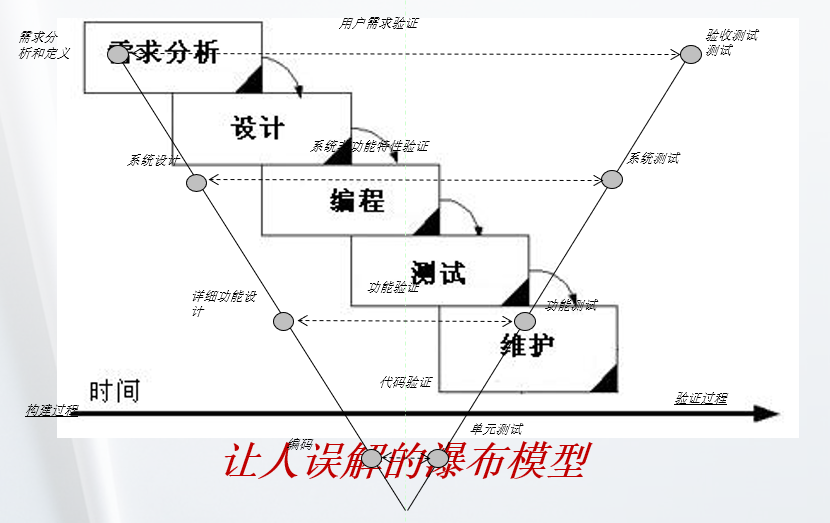 用户需求验证
需求分
析和定义
验收测试
测试
需求分析
设计
系统非功能特性验证
系统设计
系统测试
编程
测试
功能验证
详细功能设
计
功能测试
维护
代码验证
时间
构建过程
验证过程
编码
单元测试
让人误解的瀑布模型